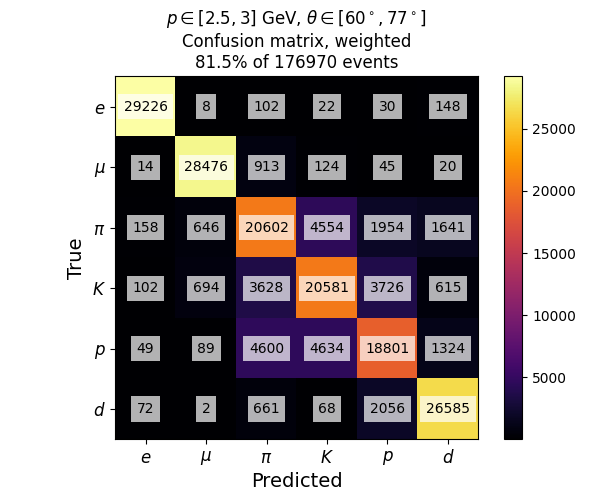 p ∈ [2.5, 3] GeV, θ ∈ [60°, 77°]
Confusion matrix, weighted
81.5% of 176970 events
e 29226 8 102 22 30 148
μ 14 28476 913 124 45 20
π 158 646 20602 4554 1954 1641
K 102 694 3628 20581 3726 615
p 49 89 4600 4634 18801 1324
d 72 2 661 68 2056 26585
e μ π K p d
Predicted
True
25000
20000
15000
10000
5000